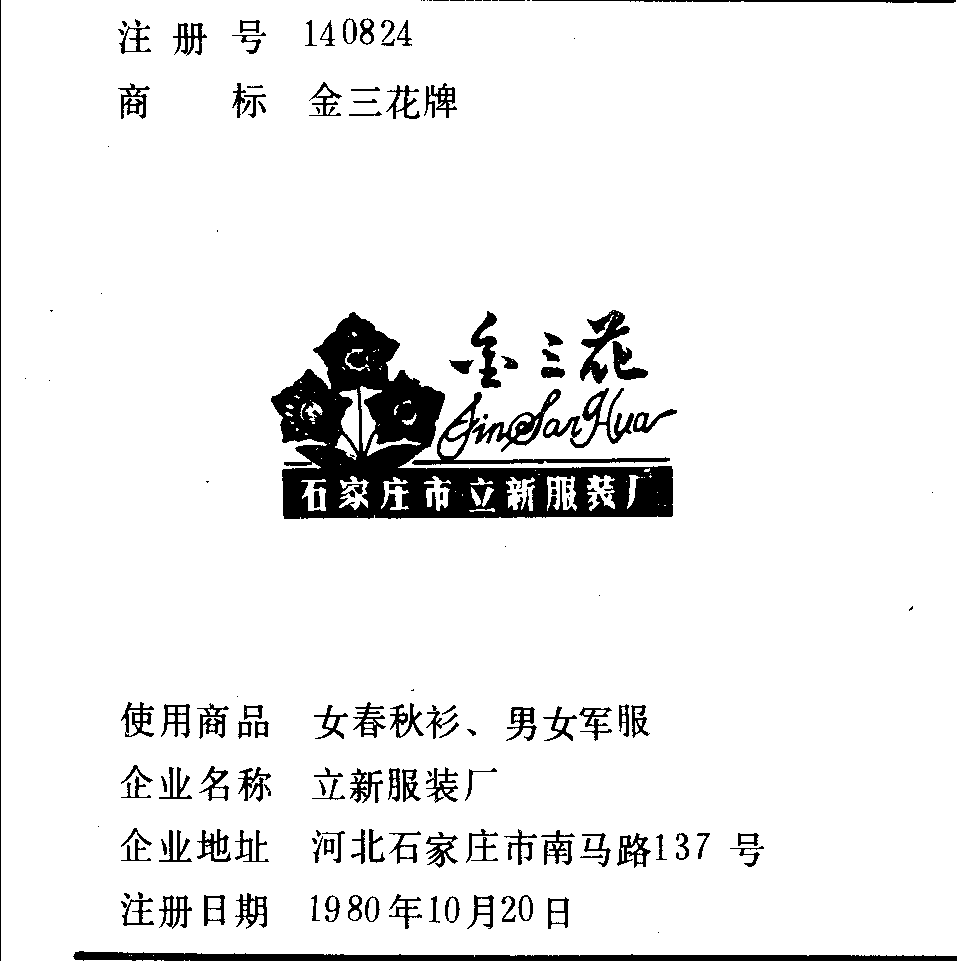 注册号 140824
商标 金三花牌
金三花
JinSanHua
石家庄市立新服装厂
使用商品 女春秋衫、男女军服
企业名称 立新服装厂
企业地址 河北石家庄市南马路137号
注册日期 1980年10月20日